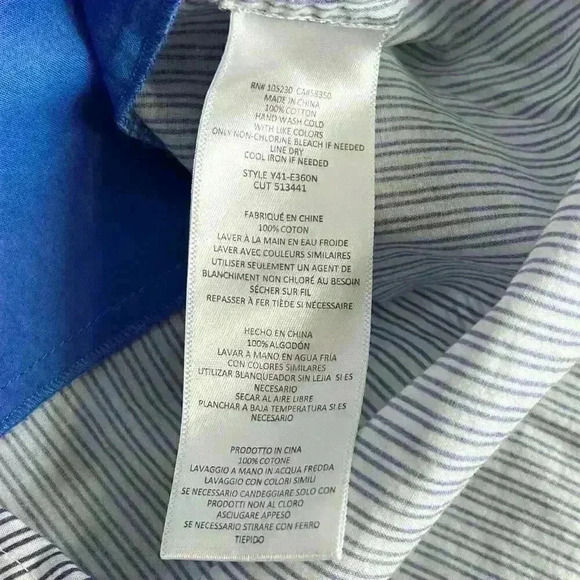 RN# 105230 CA#58350
MADE IN CHINA
100% COTTON
HAND WASH COLD
WITH LIKE COLORS
ONLY NON-CHLORINE BLEACH IF NEEDED
LINE DRY
COOL IRON IF NEEDED
STYLE Y41-E360N
CUT 513441
FABRIQUÉ EN CHINE
100% COTON
LAVER À LA MAIN EN EAU FROIDE
LAVER AVEC COULEURS SIMILAIRES
UTILISER SEULEMENT UN AGENT DE
BLANCHIMENT NON CHLORÉ AU BESOIN
SÉCHER SUR FIL
REPASSER À FER TIÈDE SI NÉCESSAIRE
HECHO EN CHINA
100% ALGODÓN
LAVAR A MANO EN AGUA FRÍA
CON COLORES SIMILARES
UTILIZAR BLANQUEADOR SIN LEJIA SI ES
NECESARIO
SECAR AL AIRE LIBRE
PLANCHAR A BAJA TEMPERATURA SI ES
NECESARIO
PRODOTTO IN CINA
100% COTONE
LAVAGGIO A MANO IN ACQUA FREDDA
LAVAGGIO CON COLORI SIMILI
SE NECESSARIO CANDEGGIARE SOLO CON
PRODOTTI NON AL CLORO
ASCIUGARE APPESO
SE NECESSARIO STIRARE CON FERRO
TIEPIDO